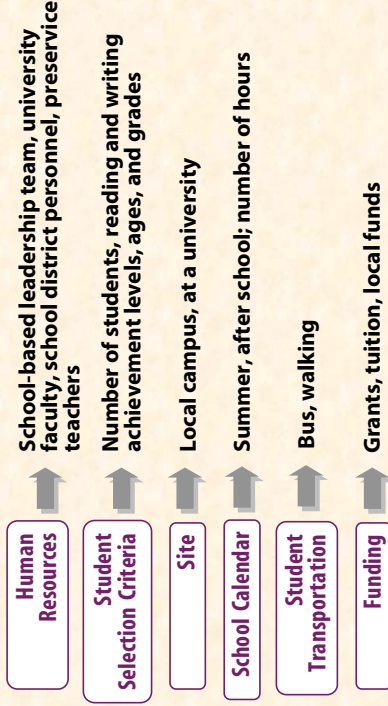 Human
Resources
School-based leadership team, university
faculty, school district personnel, preservice
teachers
Student
Selection Criteria
Number of students, reading and writing
achievement levels, ages, and grades
Site
Local campus, at a university
School Calendar
Summer, after school; number of hours
Student
Transportation
Bus, walking
Funding
Grants, tuition, local funds